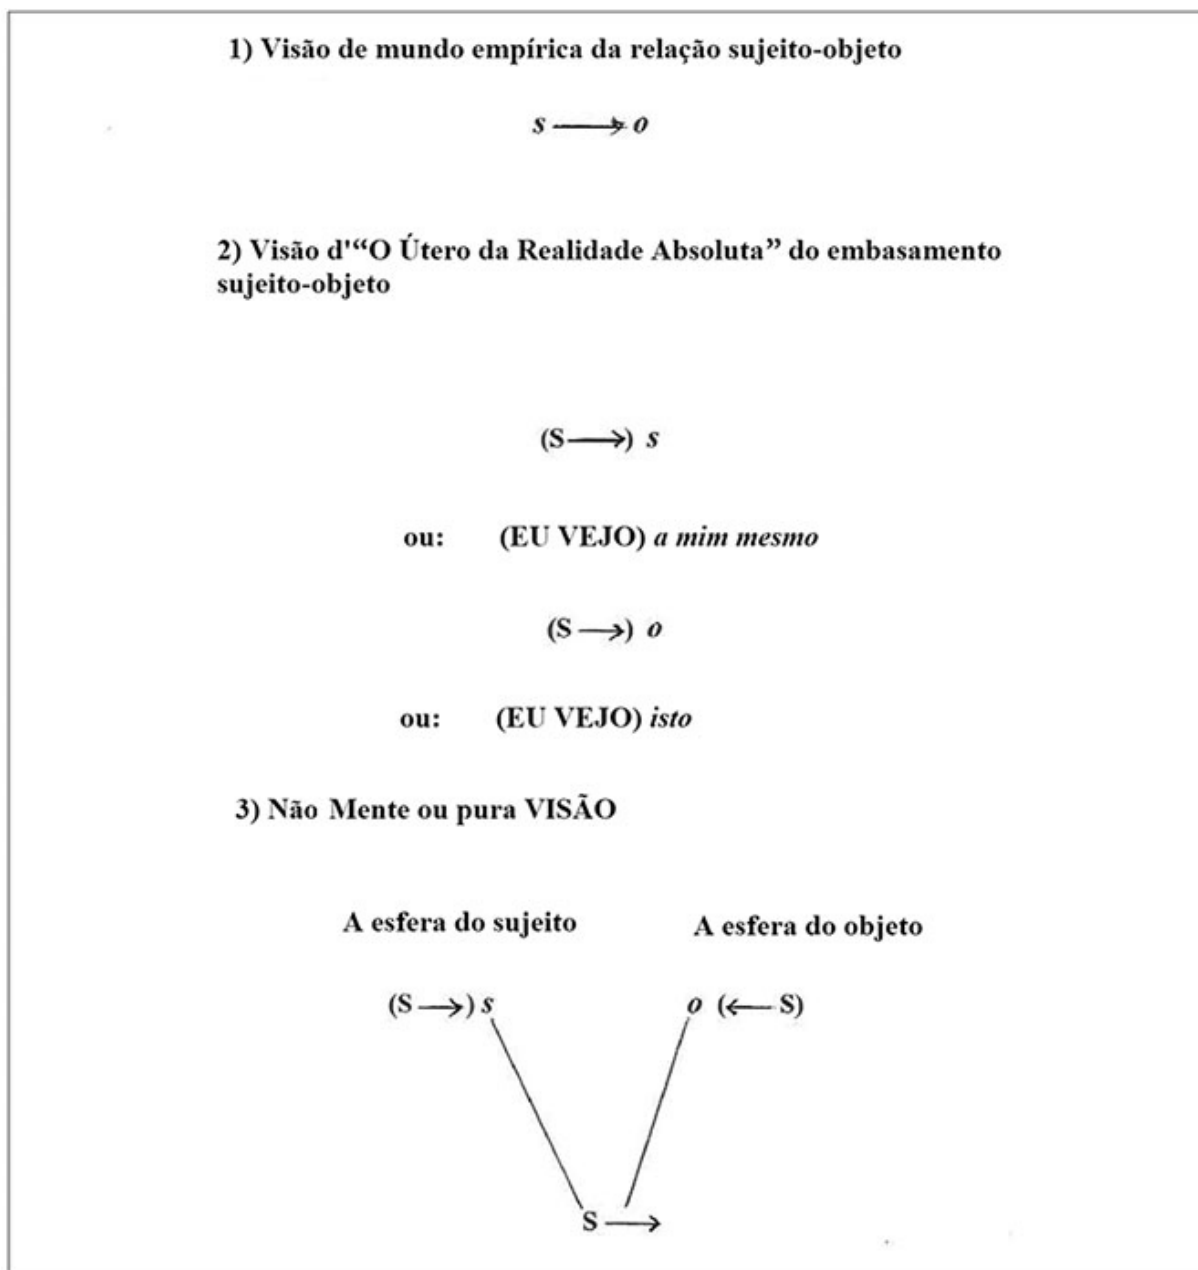 1) Visão de mundo empírica da relação sujeito-objeto
s ⟶ o
2) Visão d'“O Útero da Realidade Absoluta” do embasamento
sujeito-objeto
(S⟶) s
ou: (EU VEJO) a mim mesmo
(S ⟶) o
ou: (EU VEJO) isto
3) Não Mente ou pura VISÃO
A esfera do sujeito A esfera do objeto
(S ⟶) s o (⟵ S)
S ⟶